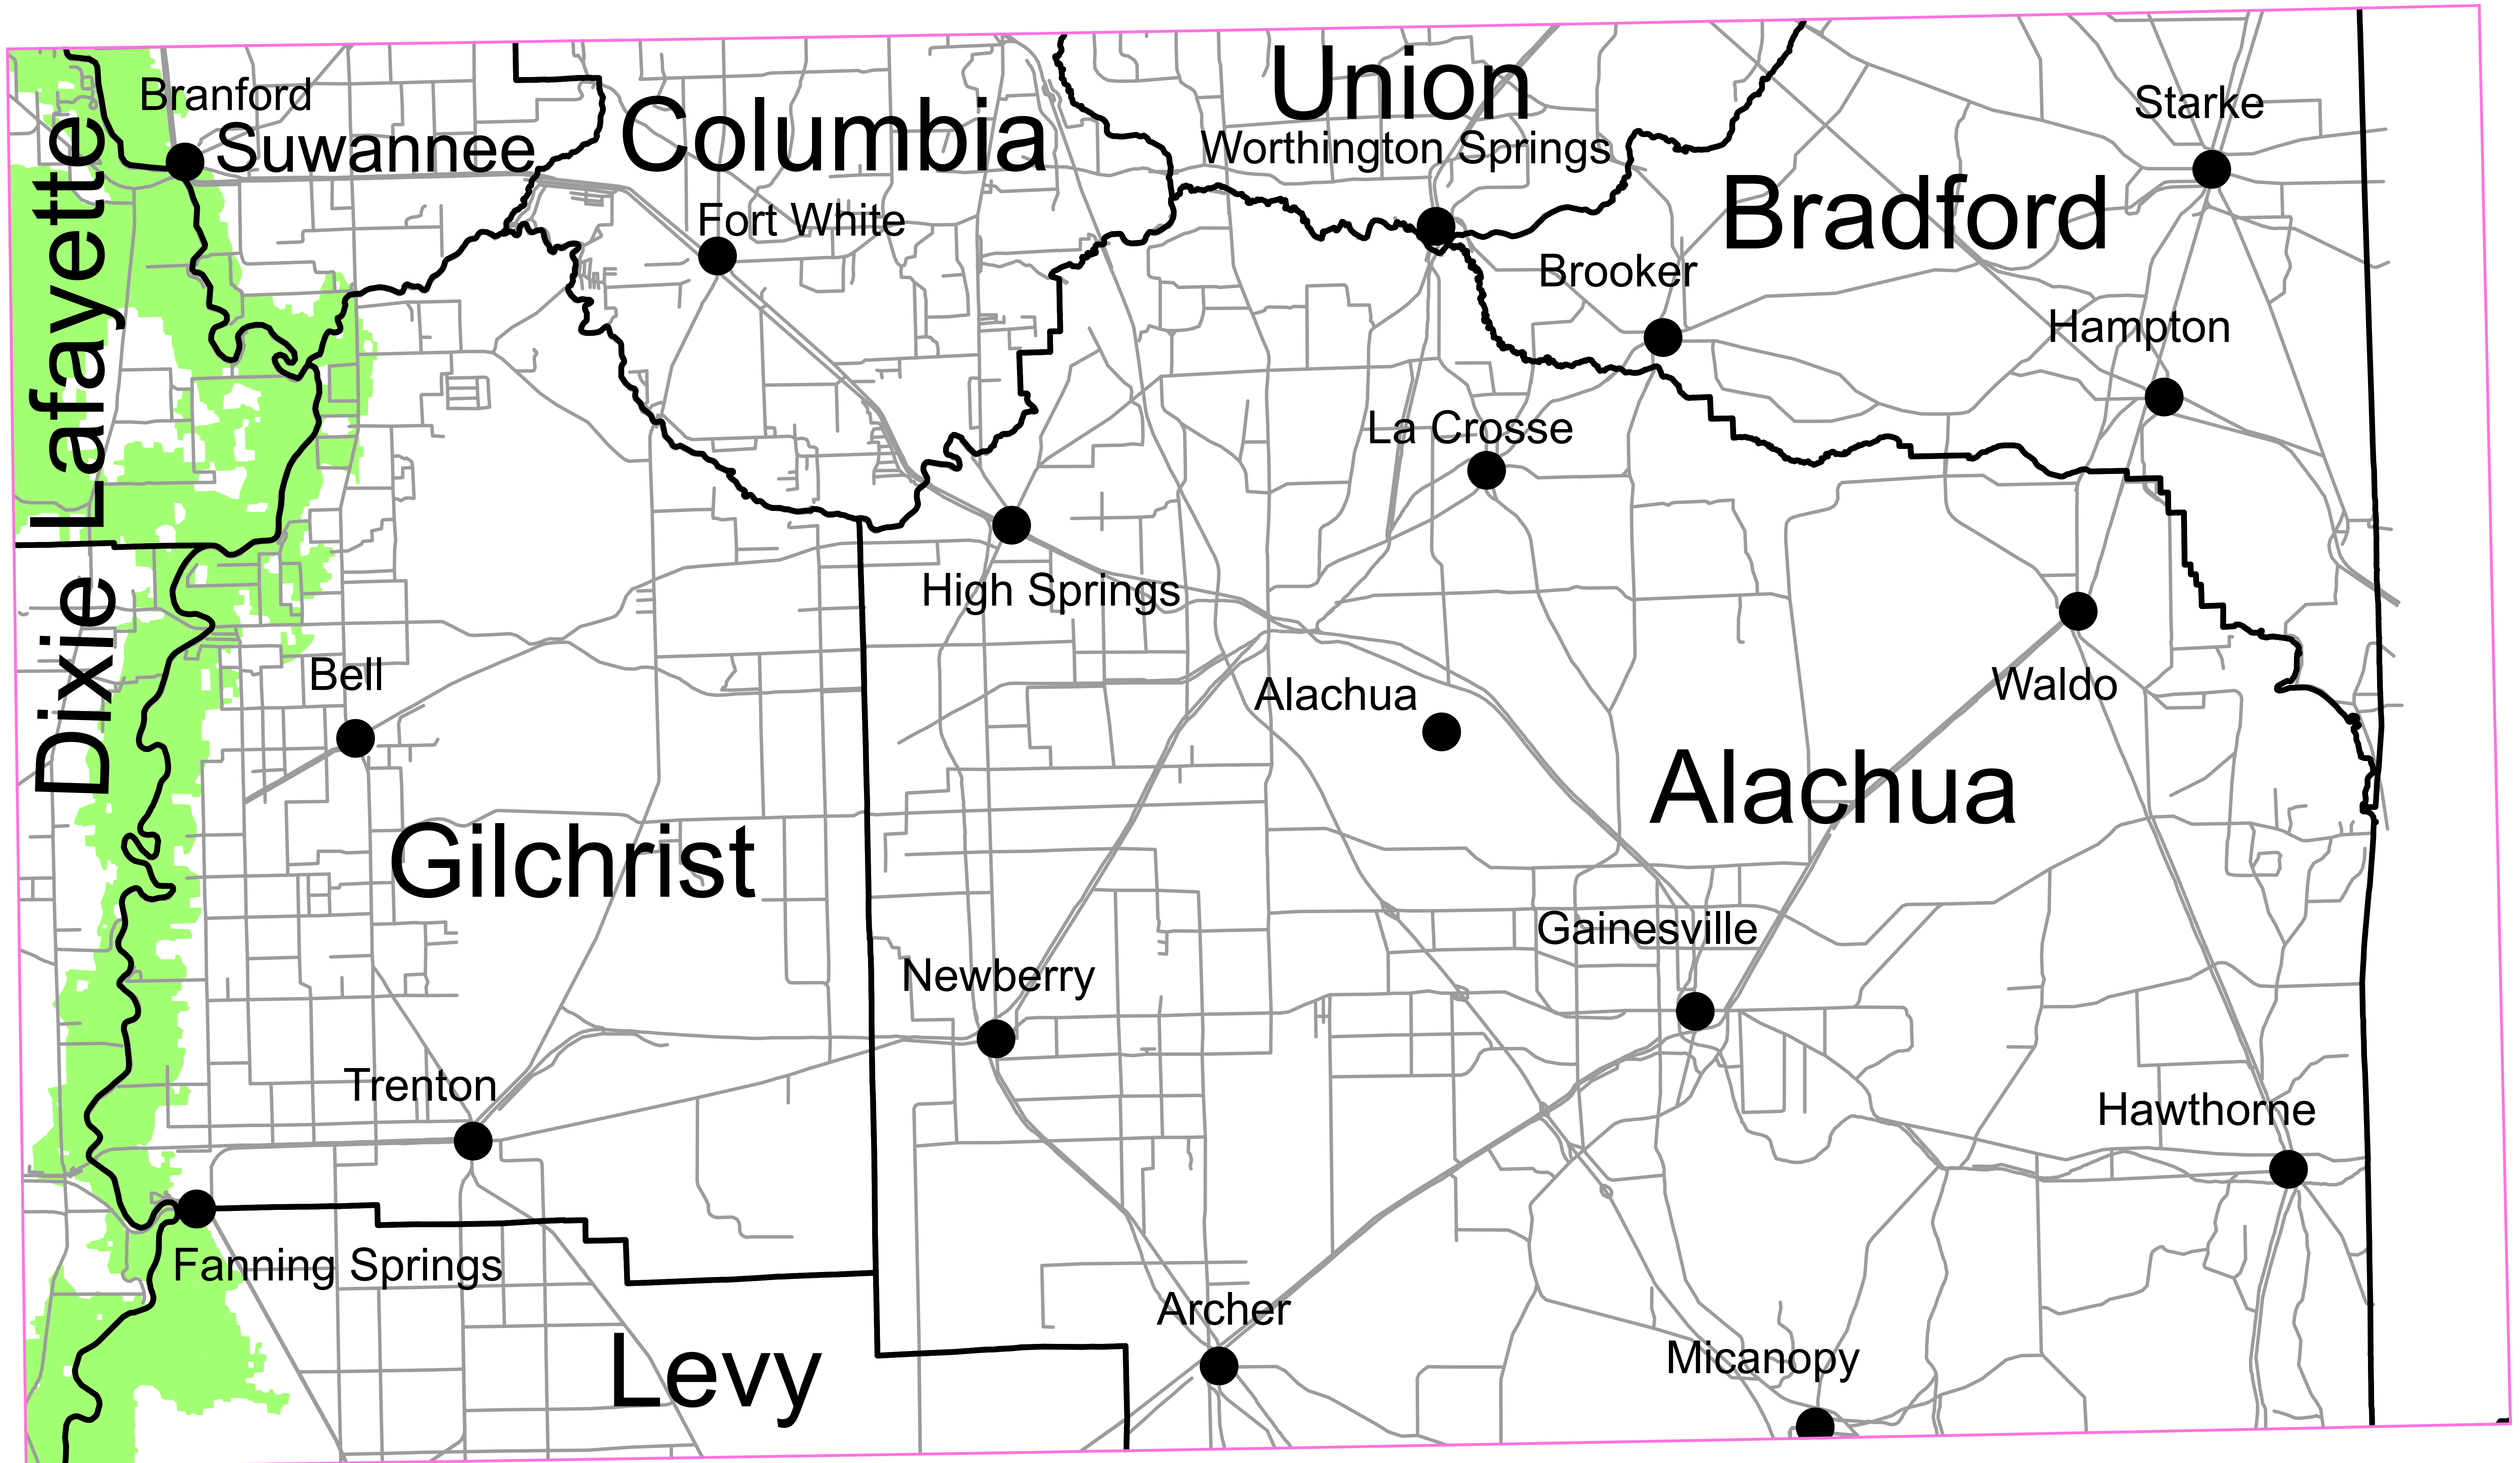 Union
Branford
Starke
Columbia
Suwannee
Worthington Springs
Lafayette
Bradford
Fort White
Brooker
Hampton
La Crosse
High Springs
Dixie
Bell
Alachua
Waldo
Alachua
Gilchrist
Gainesville
Newberry
Trenton
Hawthorne
Fanning Springs
Archer
Levy
Micanopy